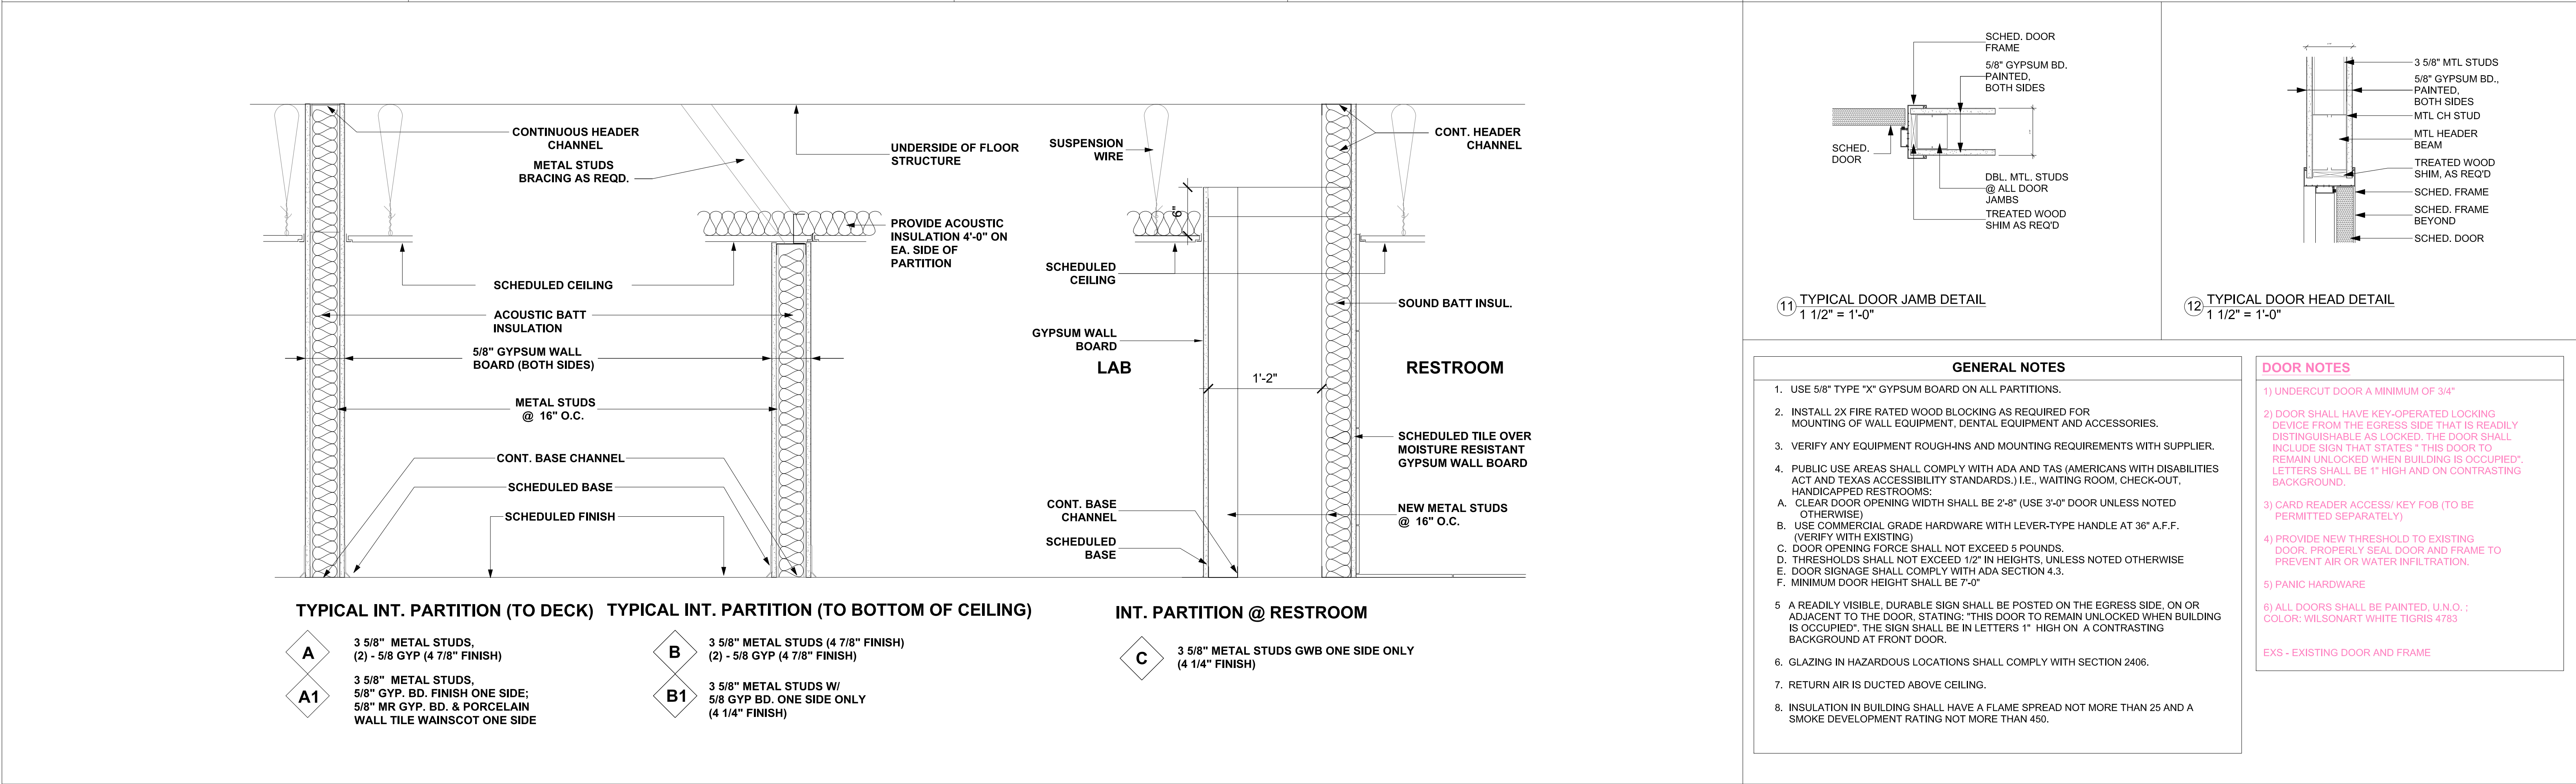 CONTINUOUS HEADER
CHANNEL
METAL STUDS
BRACING AS REQD.
UNDERSIDE OF FLOOR
STRUCTURE
PROVIDE ACOUSTIC
INSULATION 4'-0" ON
EA. SIDE OF
PARTITION
SCHEDULED CEILING
ACOUSTIC BATT
INSULATION
5/8" GYPSUM WALL
BOARD (BOTH SIDES)
METAL STUDS
@ 16" O.C.
CONT. BASE CHANNEL
SCHEDULED BASE
SCHEDULED FINISH
TYPICAL INT. PARTITION (TO DECK)
A
3 5/8" METAL STUDS,
(2) - 5/8 GYP (4 7/8" FINISH)
A1
3 5/8" METAL STUDS,
5/8" GYP. BD. FINISH ONE SIDE;
5/8" MR GYP. BD. & PORCELAIN
WALL TILE WAINSCOT ONE SIDE
TYPICAL INT. PARTITION (TO BOTTOM OF CEILING)
B
3 5/8" METAL STUDS (4 7/8" FINISH)
(2) - 5/8 GYP (4 7/8" FINISH)
B1
3 5/8" METAL STUDS W/
5/8 GYP BD. ONE SIDE ONLY
(4 1/4" FINISH)
SUSPENSION
WIRE
CONT. HEADER
CHANNEL
6"
SCHEDULED
CEILING
SOUND BATT INSUL.
GYPSUM WALL
BOARD
LAB
RESTROOM
1'-2"
SCHEDULED TILE OVER
MOISTURE RESISTANT
GYPSUM WALL BOARD
CONT. BASE
CHANNEL
NEW METAL STUDS
@ 16" O.C.
SCHEDULED
BASE
INT. PARTITION @ RESTROOM
C
3 5/8" METAL STUDS GWB ONE SIDE ONLY
(4 1/4" FINISH)
SCHED. DOOR
FRAME
5/8" GYPSUM BD.
PAINTED,
BOTH SIDES
SCHED.
DOOR
DBL. MTL. STUDS
@ ALL DOOR
JAMBS
TREATED WOOD
SHIM AS REQ'D
11 TYPICAL DOOR JAMB DETAIL
1 1/2" = 1'-0"
3 5/8" MTL STUDS
5/8" GYPSUM BD.,
PAINTED,
BOTH SIDES
MTL CH STUD
MTL HEADER
BEAM
TREATED WOOD
SHIM, AS REQ'D
SCHED. FRAME
SCHED. FRAME
BEYOND
SCHED. DOOR
12 TYPICAL DOOR HEAD DETAIL
1 1/2" = 1'-0"
GENERAL NOTES
1. USE 5/8" TYPE "X" GYPSUM BOARD ON ALL PARTITIONS.
2. INSTALL 2X FIRE RATED WOOD BLOCKING AS REQUIRED FOR
MOUNTING OF WALL EQUIPMENT, DENTAL EQUIPMENT AND ACCESSORIES.
3. VERIFY ANY EQUIPMENT ROUGH-INS AND MOUNTING REQUIREMENTS WITH SUPPLIER.
4. PUBLIC USE AREAS SHALL COMPLY WITH ADA AND TAS (AMERICANS WITH DISABILITIES
ACT AND TEXAS ACCESSIBILITY STANDARDS.) I.E., WAITING ROOM, CHECK-OUT,
HANDICAPPED RESTROOMS:
A. CLEAR DOOR OPENING WIDTH SHALL BE 2'-8" (USE 3'-0" DOOR UNLESS NOTED
OTHERWISE)
B. USE COMMERCIAL GRADE HARDWARE WITH LEVER-TYPE HANDLE AT 36" A.F.F.
(VERIFY WITH EXISTING)
C. DOOR OPENING FORCE SHALL NOT EXCEED 5 POUNDS.
D. THRESHOLDS SHALL NOT EXCEED 1/2" IN HEIGHTS, UNLESS NOTED OTHERWISE
E. DOOR SIGNAGE SHALL COMPLY WITH ADA SECTION 4.3.
F. MINIMUM DOOR HEIGHT SHALL BE 7'-0"
5 A READILY VISIBLE, DURABLE SIGN SHALL BE POSTED ON THE EGRESS SIDE, ON OR
ADJACENT TO THE DOOR, STATING: "THIS DOOR TO REMAIN UNLOCKED WHEN BUILDING
IS OCCUPIED". THE SIGN SHALL BE IN LETTERS 1" HIGH ON A CONTRASTING
BACKGROUND AT FRONT DOOR.
6. GLAZING IN HAZARDOUS LOCATIONS SHALL COMPLY WITH SECTION 2406.
7. RETURN AIR IS DUCTED ABOVE CEILING.
8. INSULATION IN BUILDING SHALL HAVE A FLAME SPREAD NOT MORE THAN 25 AND A
SMOKE DEVELOPMENT RATING NOT MORE THAN 450.
DOOR NOTES
1) UNDERCUT DOOR A MINIMUM OF 3/4"
2) DOOR SHALL HAVE KEY-OPERATED LOCKING
DEVICE FROM THE EGRESS SIDE THAT IS READILY
DISTINGUISHABLE AS LOCKED. THE DOOR SHALL
INCLUDE SIGN THAT STATES " THIS DOOR TO
REMAIN UNLOCKED WHEN BUILDING IS OCCUPIED".
LETTERS SHALL BE 1" HIGH AND ON CONTRASTING
BACKGROUND.
3) CARD READER ACCESS/ KEY FOB (TO BE
PERMITTED SEPARATELY)
4) PROVIDE NEW THRESHOLD TO EXISTING
DOOR. PROPERLY SEAL DOOR AND FRAME TO
PREVENT AIR OR WATER INFILTRATION.
5) PANIC HARDWARE
6) ALL DOORS SHALL BE PAINTED, U.N.O. ;
COLOR: WILSONART WHITE TIGRIS 4783
EXS - EXISTING DOOR AND FRAME